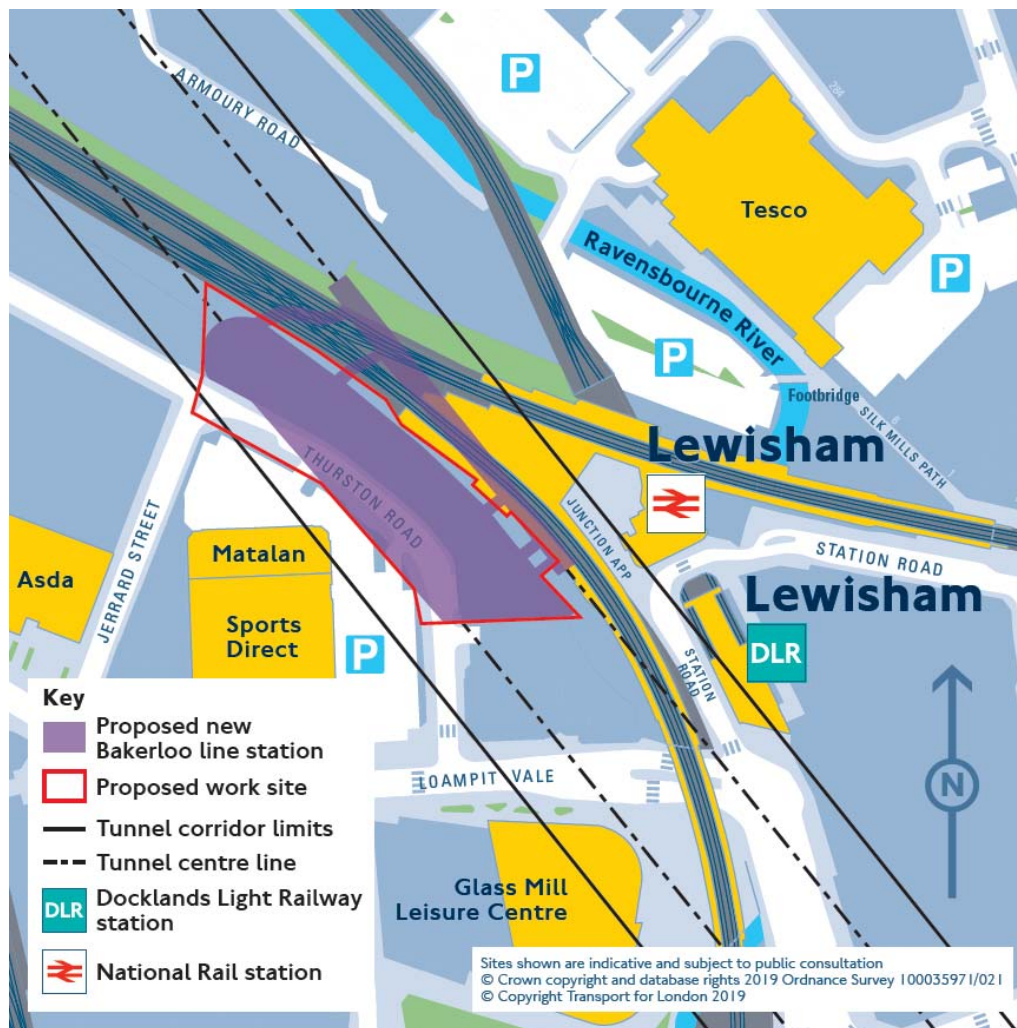 P
ARMOURY ROAD
284
Tesco
Ravensbourne River
P
P
Footbridge
SILK MILLS PATH
Lewisham
JUNCTION APP
STATION ROAD
THURSTON ROAD
JERRARD STREET
Matalan
Asda
Sports
Direct
Lewisham
DLR
STATION
ROAD
P
LOAMPIT VALE
N
Glass Mill
Leisure Centre
Key
Proposed new
Bakerloo line station
Proposed work site
Tunnel corridor limits
Tunnel centre line
DLR
Docklands Light Railway
station
National Rail station
Sites shown are indicative and subject to public consultation
© Crown copyright and database rights 2019 Ordnance Survey 100035971/021
© Copyright Transport for London 2019